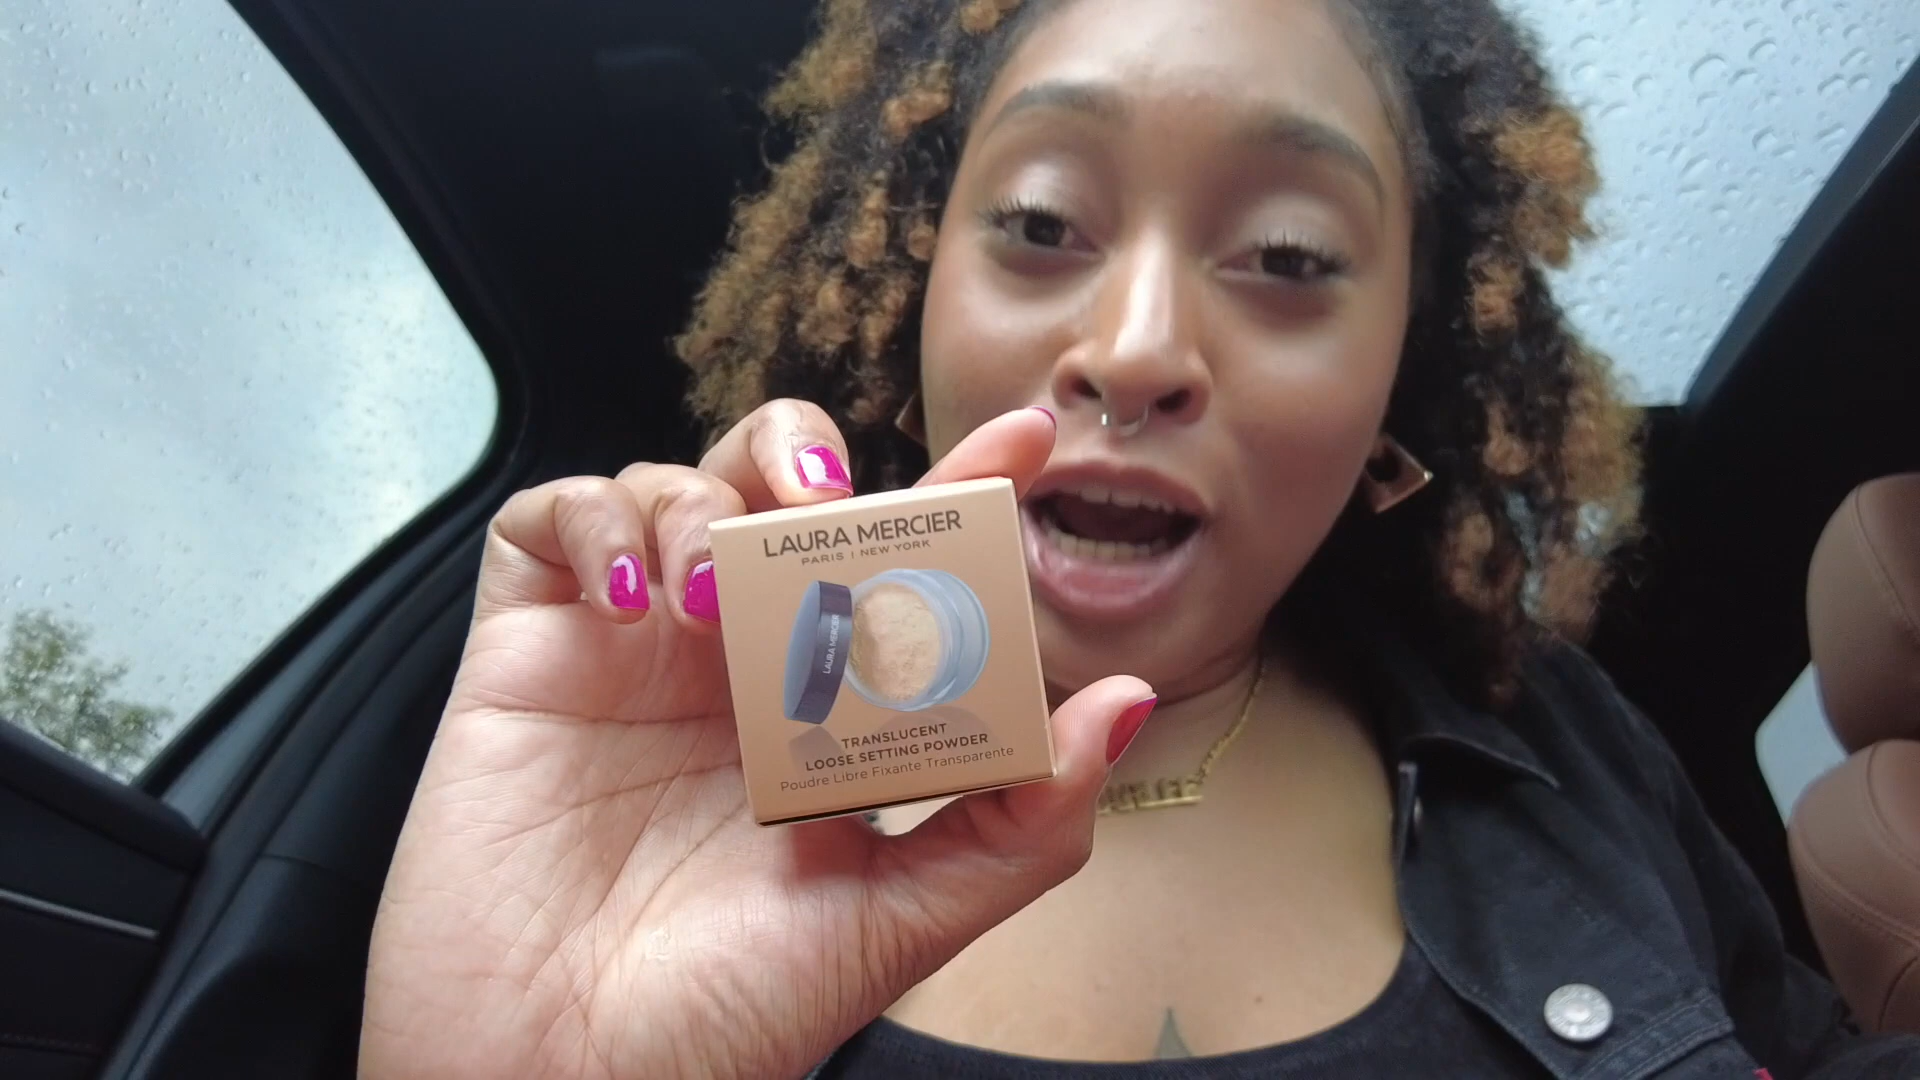 LAURA MERCIER
PARIS | NEW YORK
LAURA MERCIER
TRANSLUCENT
LOOSE SETTING POWDER
Poudre Libre Fixante Transparente